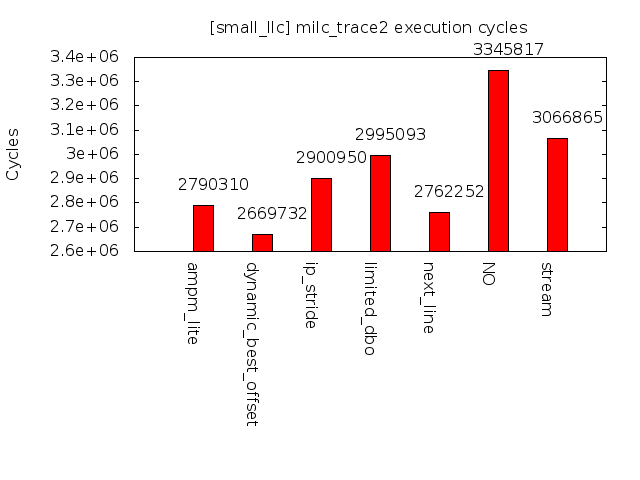 [small_llc] milc_trace2 execution cycles
Cycles
3.4e+06
3.3e+06
3.2e+06
3.1e+06
3e+06
2.9e+06
2.8e+06
2.7e+06
2.6e+06
2790310
2669732
2900950
2995093
2762252
3345817
3066865
ampm_lite
dynamic_best_offset
ip_stride
limited_dbo
next_line
NO
stream